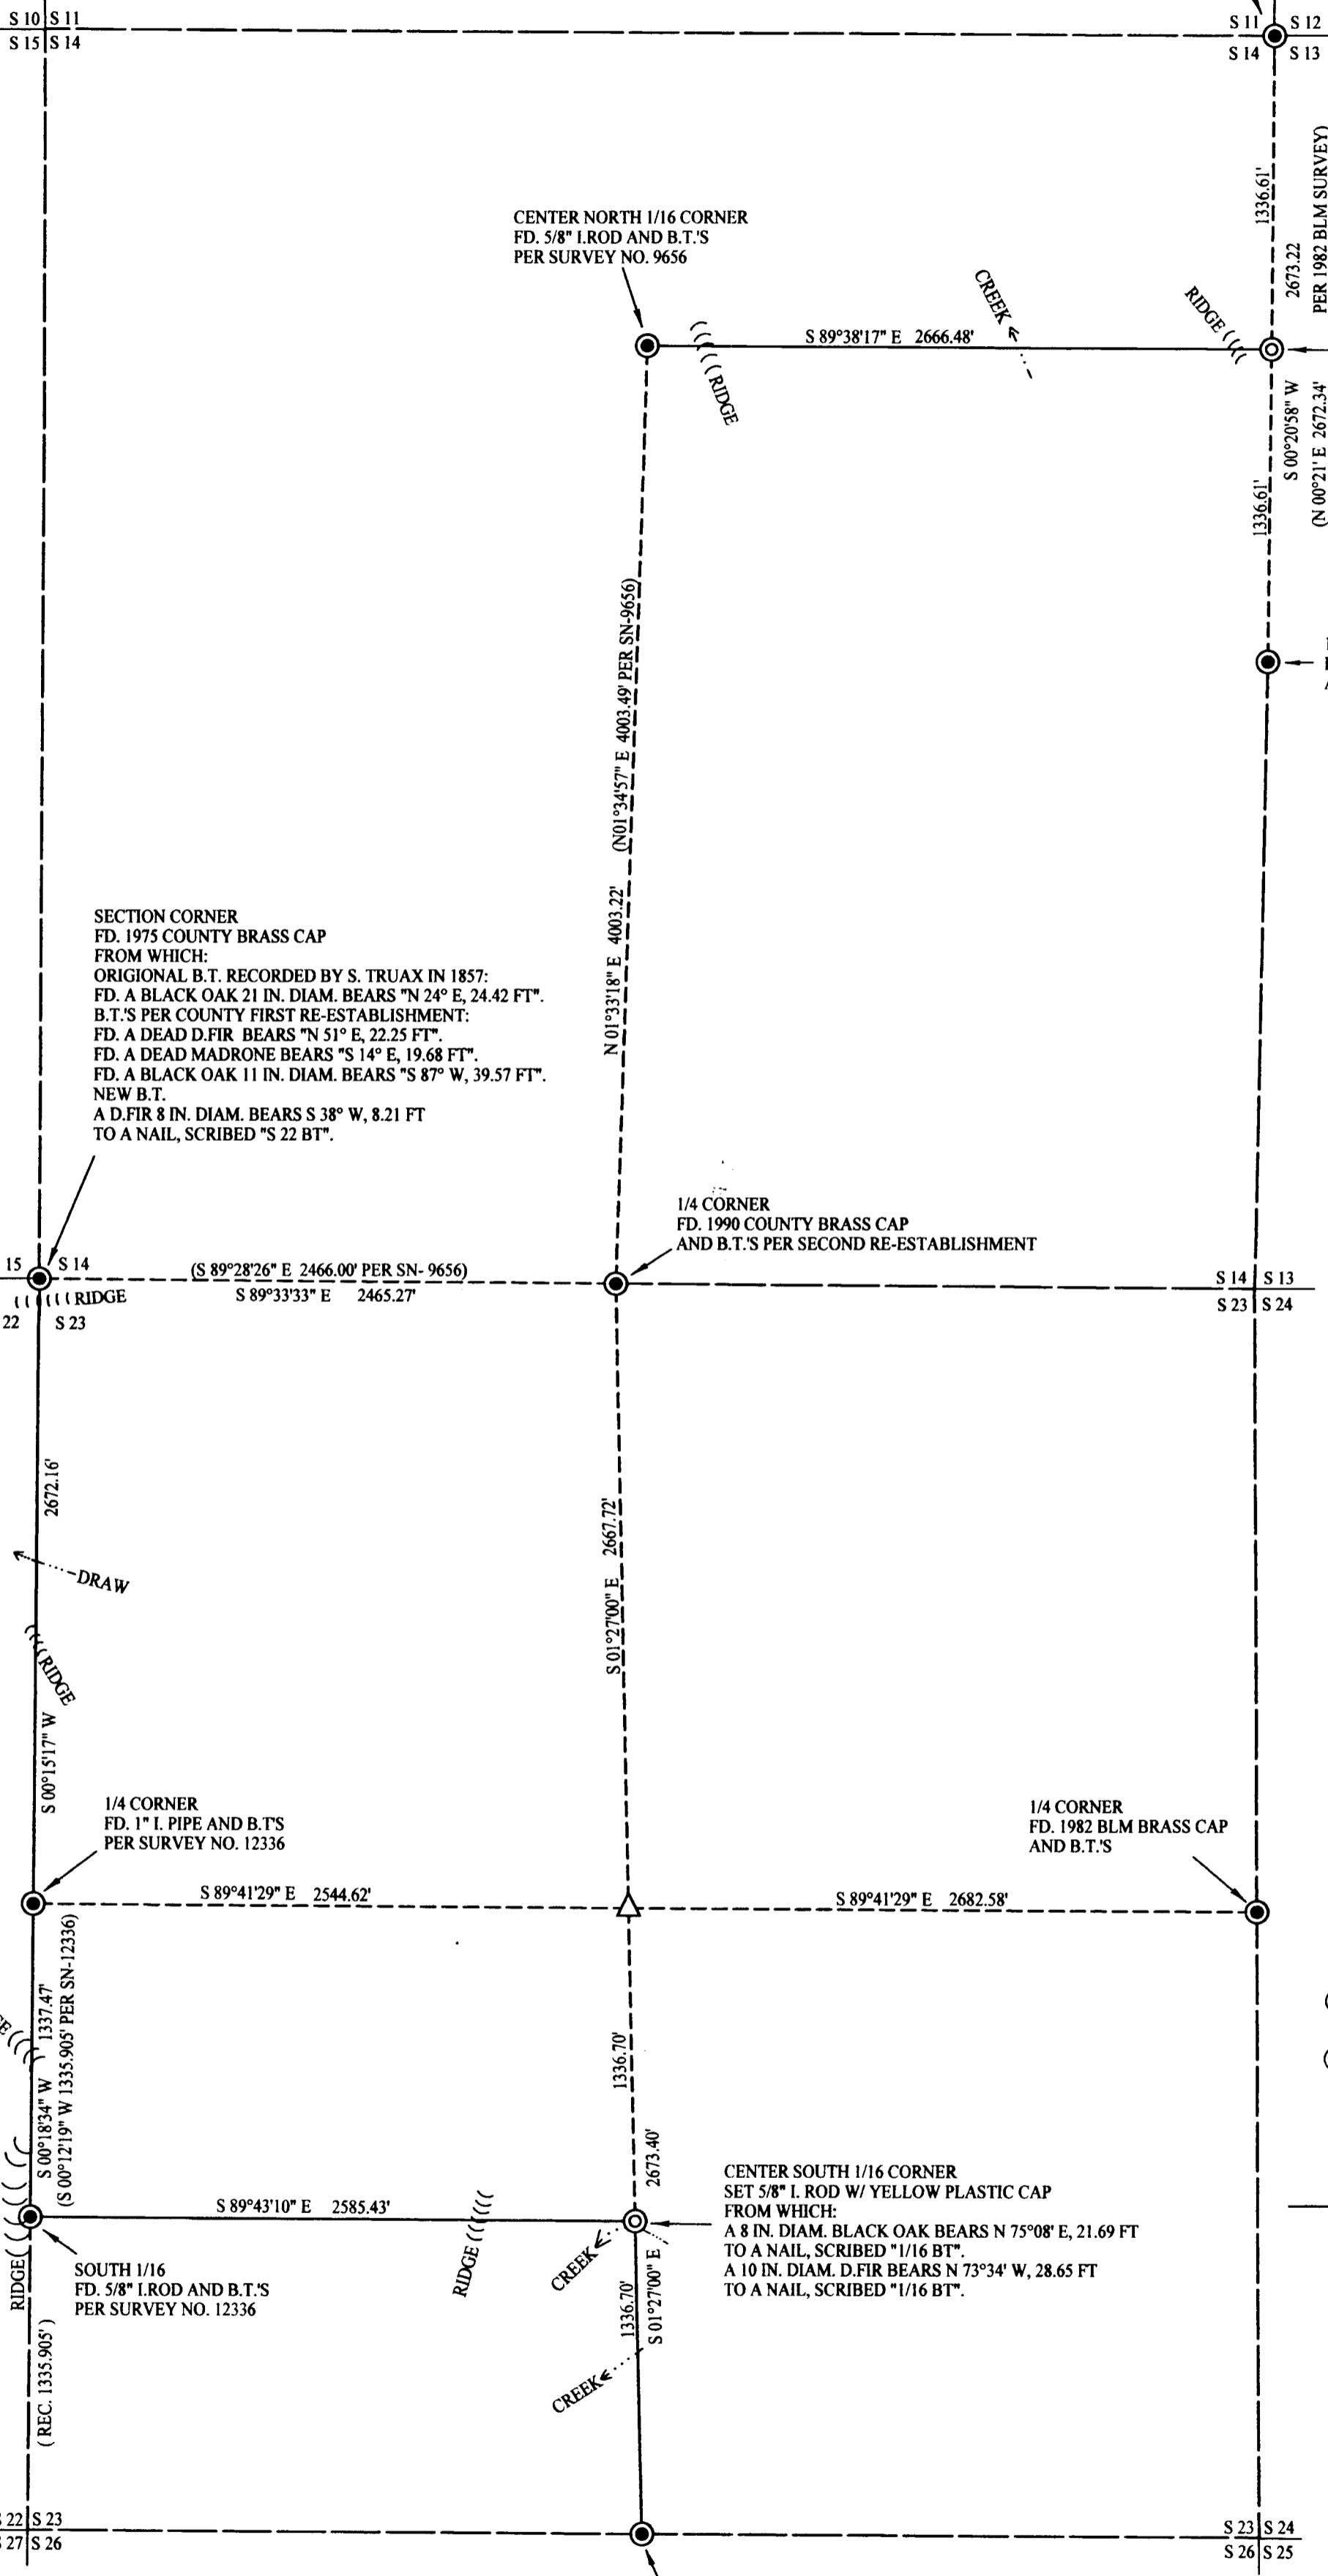 S 10 S 11
S 15 S 14
S 11 S 12
S 14 S 13
1336.61'
2673.22
PER 1982 BLM SURVEY)
CENTER NORTH 1/16 CORNER
FD. 5/8" I.ROD AND B.T.'S
PER SURVEY NO. 9656
CREEK
RIDGE
S 89°38'17" E 2666.48'
RIDGE
S 00°20'58" W
(N 00°21' E 2672.34'
1336.61'
(N01°34'57" E 4003.49' PER SN-9656)
N 01°33'18" E 4003.22'
SECTION CORNER
FD. 1975 COUNTY BRASS CAP
FROM WHICH:
ORIGIONAL B.T. RECORDED BY S. TRUAX IN 1857:
FD. A BLACK OAK 21 IN. DIAM. BEARS "N 24° E, 24.42 FT".
B.T.'S PER COUNTY FIRST RE-ESTABLISHMENT:
FD. A DEAD D.FIR BEARS "N 51° E, 22.25 FT".
FD. A DEAD MADRONE BEARS "S 14° E, 19.68 FT".
FD. A BLACK OAK 11 IN. DIAM. BEARS "S 87° W, 39.57 FT".
NEW B.T.
A D.FIR 8 IN. DIAM. BEARS S 38° W, 8.21 FT
TO A NAIL, SCRIBED "S 22 BT".
1/4 CORNER
FD. 1990 COUNTY BRASS CAP
AND B.T.'S PER SECOND RE-ESTABLISHMENT
15 S 14
(S 89°28'26" E 2466.00' PER SN- 9656)
S 14 S 13
RIDGE
S 89°33'33" E 2465.27'
22 S 23
S 23 S 24
2672.16'
DRAW
RIDGE
S 00°15'17" W
2667.72'
S 01°27'00" E
1/4 CORNER
FD. 1" I. PIPE AND B.T'S
PER SURVEY NO. 12336
1/4 CORNER
FD. 1982 BLM BRASS CAP
AND B.T.'S
S 89°41'29" E 2544.62'
S 89°41'29" E 2682.58'
S 00°18'34" W 1337.47'
(S 00°12'19" W 1335.905' PER SN-12336)
1336.70'
2673.40'
S 89°43'10" E 2585.43'
CENTER SOUTH 1/16 CORNER
SET 5/8" I. ROD W/ YELLOW PLASTIC CAP
FROM WHICH:
A 8 IN. DIAM. BLACK OAK BEARS N 75°08' E, 21.69 FT
TO A NAIL, SCRIBED "1/16 BT".
A 10 IN. DIAM. D.FIR BEARS N 73°34' W, 28.65 FT
TO A NAIL, SCRIBED "1/16 BT".
RIDGE
SOUTH 1/16
FD. 5/8" I.ROD AND B.T.'S
PER SURVEY NO. 12336
RIDGE
CREEK
1336.70'
S 01°27'00" E
(REC. 1335.905')
CREEK
22 S 23
27 S 26
S 23 S 24
S 26 S 25